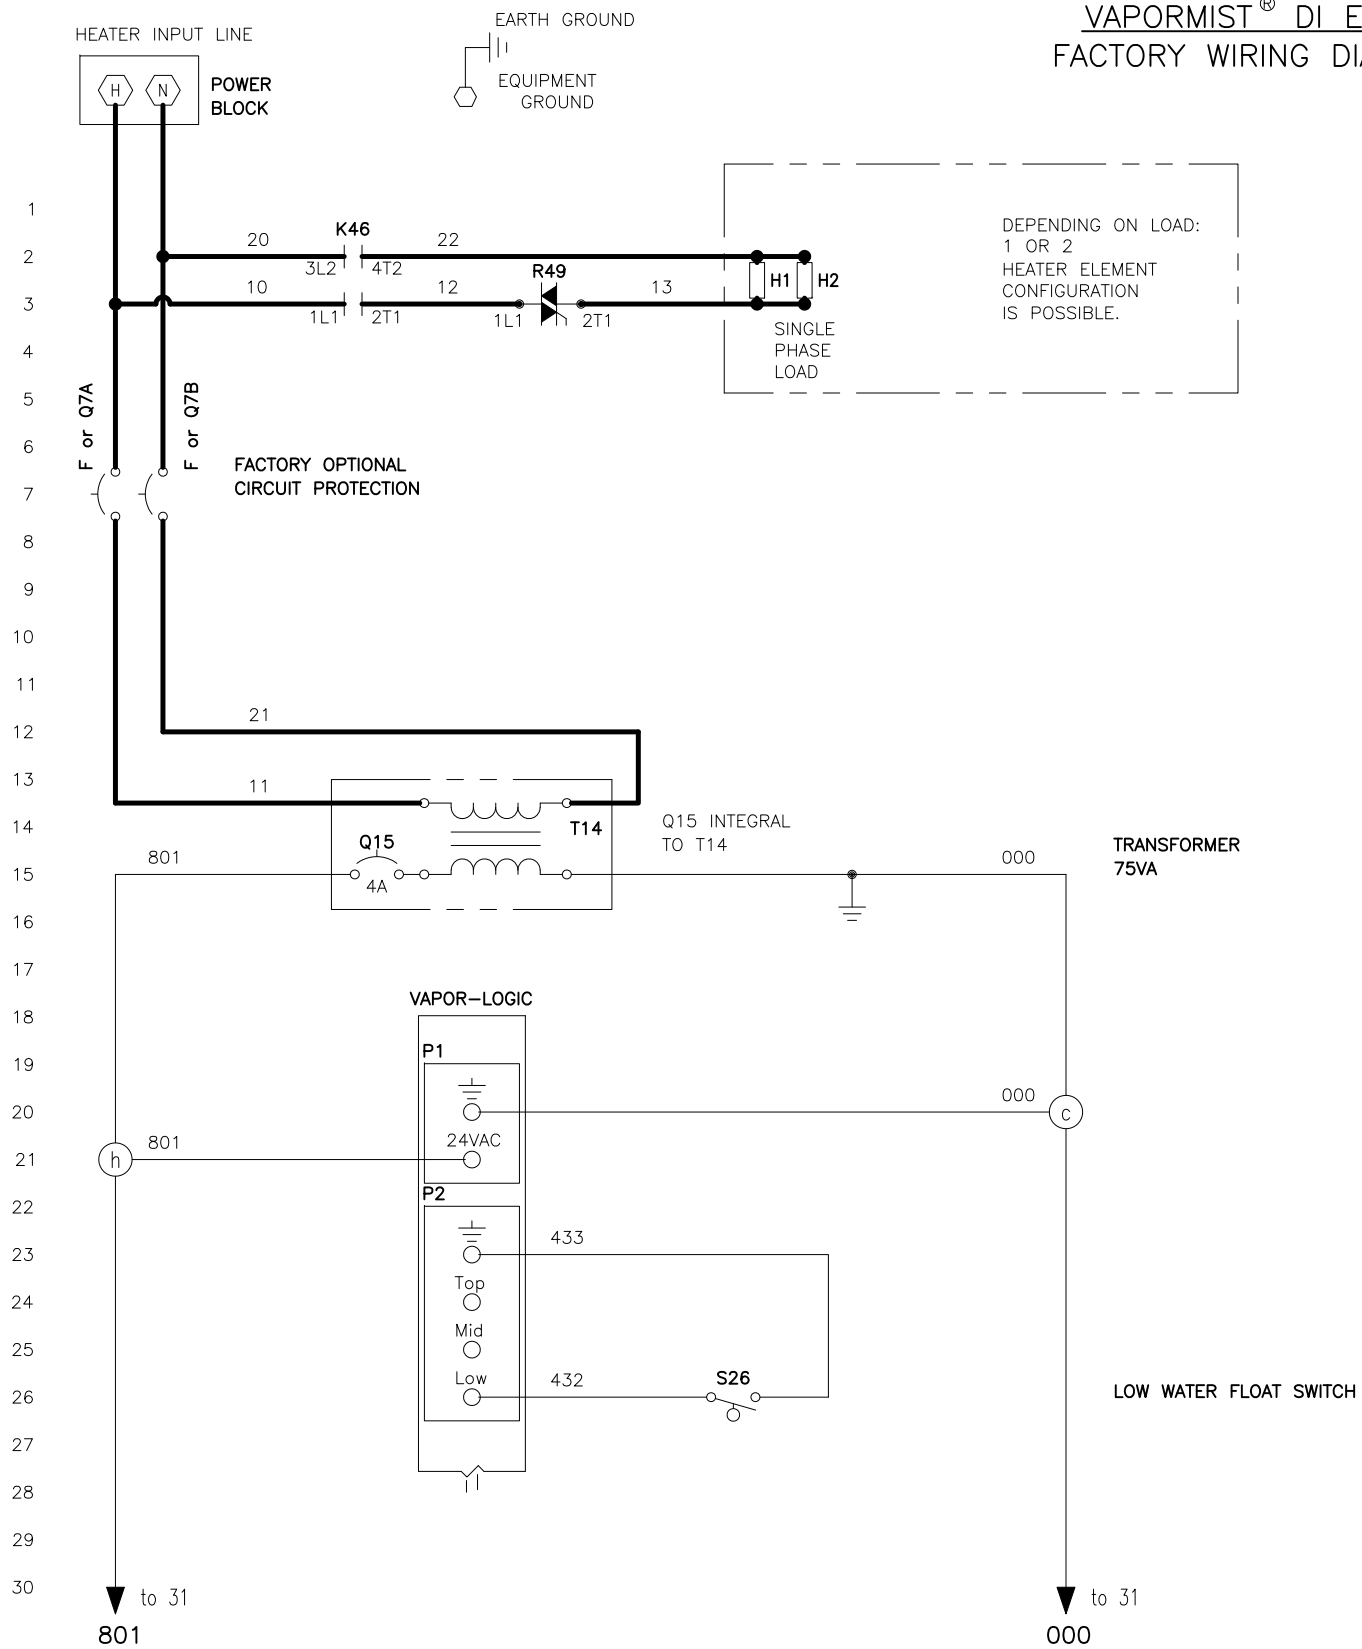 VAPORMIST® DI E
FACTORY WIRING DI
EARTH GROUND
HEATER INPUT LINE
EQUIPMENT
GROUND
H
N
POWER
BLOCK
1
2
3
4
5
6
7
8
9
10
11
12
13
14
15
16
17
18
19
20
21
22
23
24
25
26
27
28
29
30
20
K46
22
3L2
4T2
R49
10
12
13
1L1
2T1
1L1
2T1
H1
H2
SINGLE
PHASE
LOAD
DEPENDING ON LOAD:
1 OR 2
HEATER ELEMENT
CONFIGURATION
IS POSSIBLE.
F or Q7A
F or Q7B
FACTORY OPTIONAL
CIRCUIT PROTECTION
21
11
T14
Q15 INTEGRAL
TO T14
Q15
4A
801
000
TRANSFORMER
75VA
VAPOR-LOGIC
P1
000
c
24VAC
801
h
P2
433
Top
Mid
Low
432
S26
LOW WATER FLOAT SWITCH
to 31
801
to 31
000